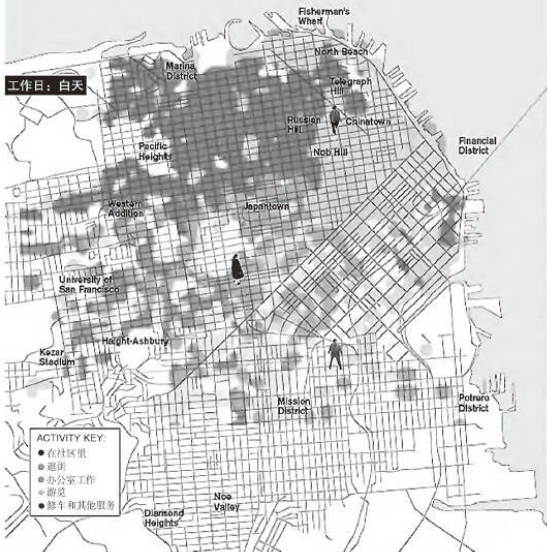 Fisherman's
Wharf
North Beach
Marina
District
Telegraph
Hill
工作日：白天
Russian
Hill
Chinatown
Pacific
Heights
Nob Hill
Financial
District
Western
Addition
Japantown
University of
San Francisco
Haight-Ashbury
Kezar
Stadium
Mission
District
Potrero
District
ACTIVITY KEY:
在社区里
逛街
办公室工作
游览
修车和其他服务
Noe
Valley
Diamond
Heights